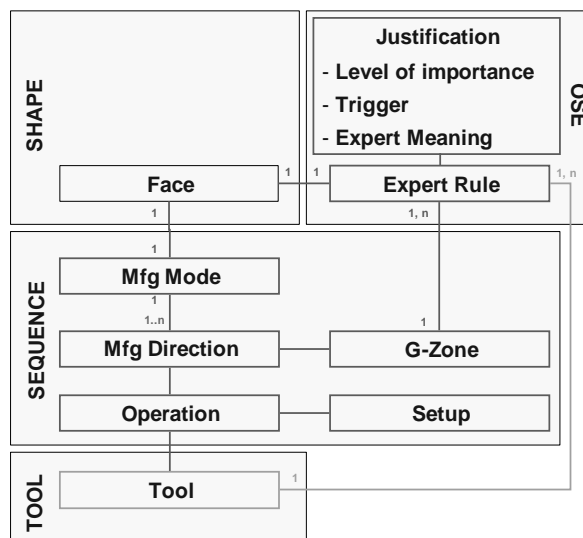 Justification
- Level of importance
- Trigger
- Expert Meaning
SHAPE
OSE
Face
1
1
Expert Rule
1, n
1
1, n
1
Mfg Mode
1
1..n
1
Mfg Direction
G-Zone
SEQUENCE
Operation
Setup
TOOL
Tool
1